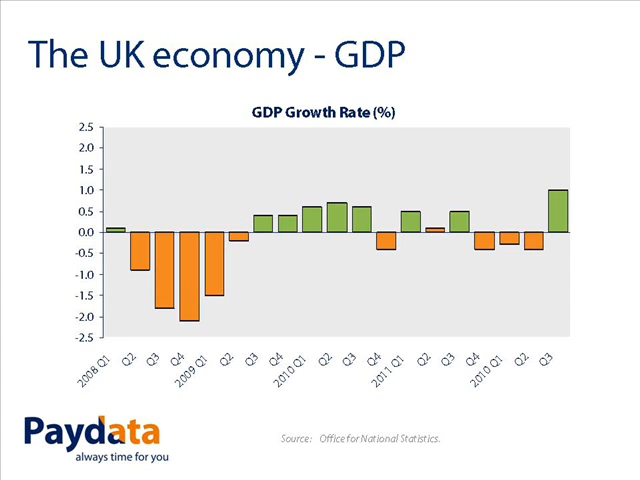 The UK economy - GDP
GDP Growth Rate (%)
2.5
2.0
1.5
1.0
0.5
0.0
-0.5
-1.0
-1.5
-2.0
-2.5
2008 Q1 Q2 Q3 Q4 2009 Q1 Q2 Q3 Q4 2010 Q1 Q2 Q3 Q4 2011 Q1 Q2 Q3 Q4 2010 Q1 Q2 Q3
Paydata
always time for you
Source: Office for National Statistics.